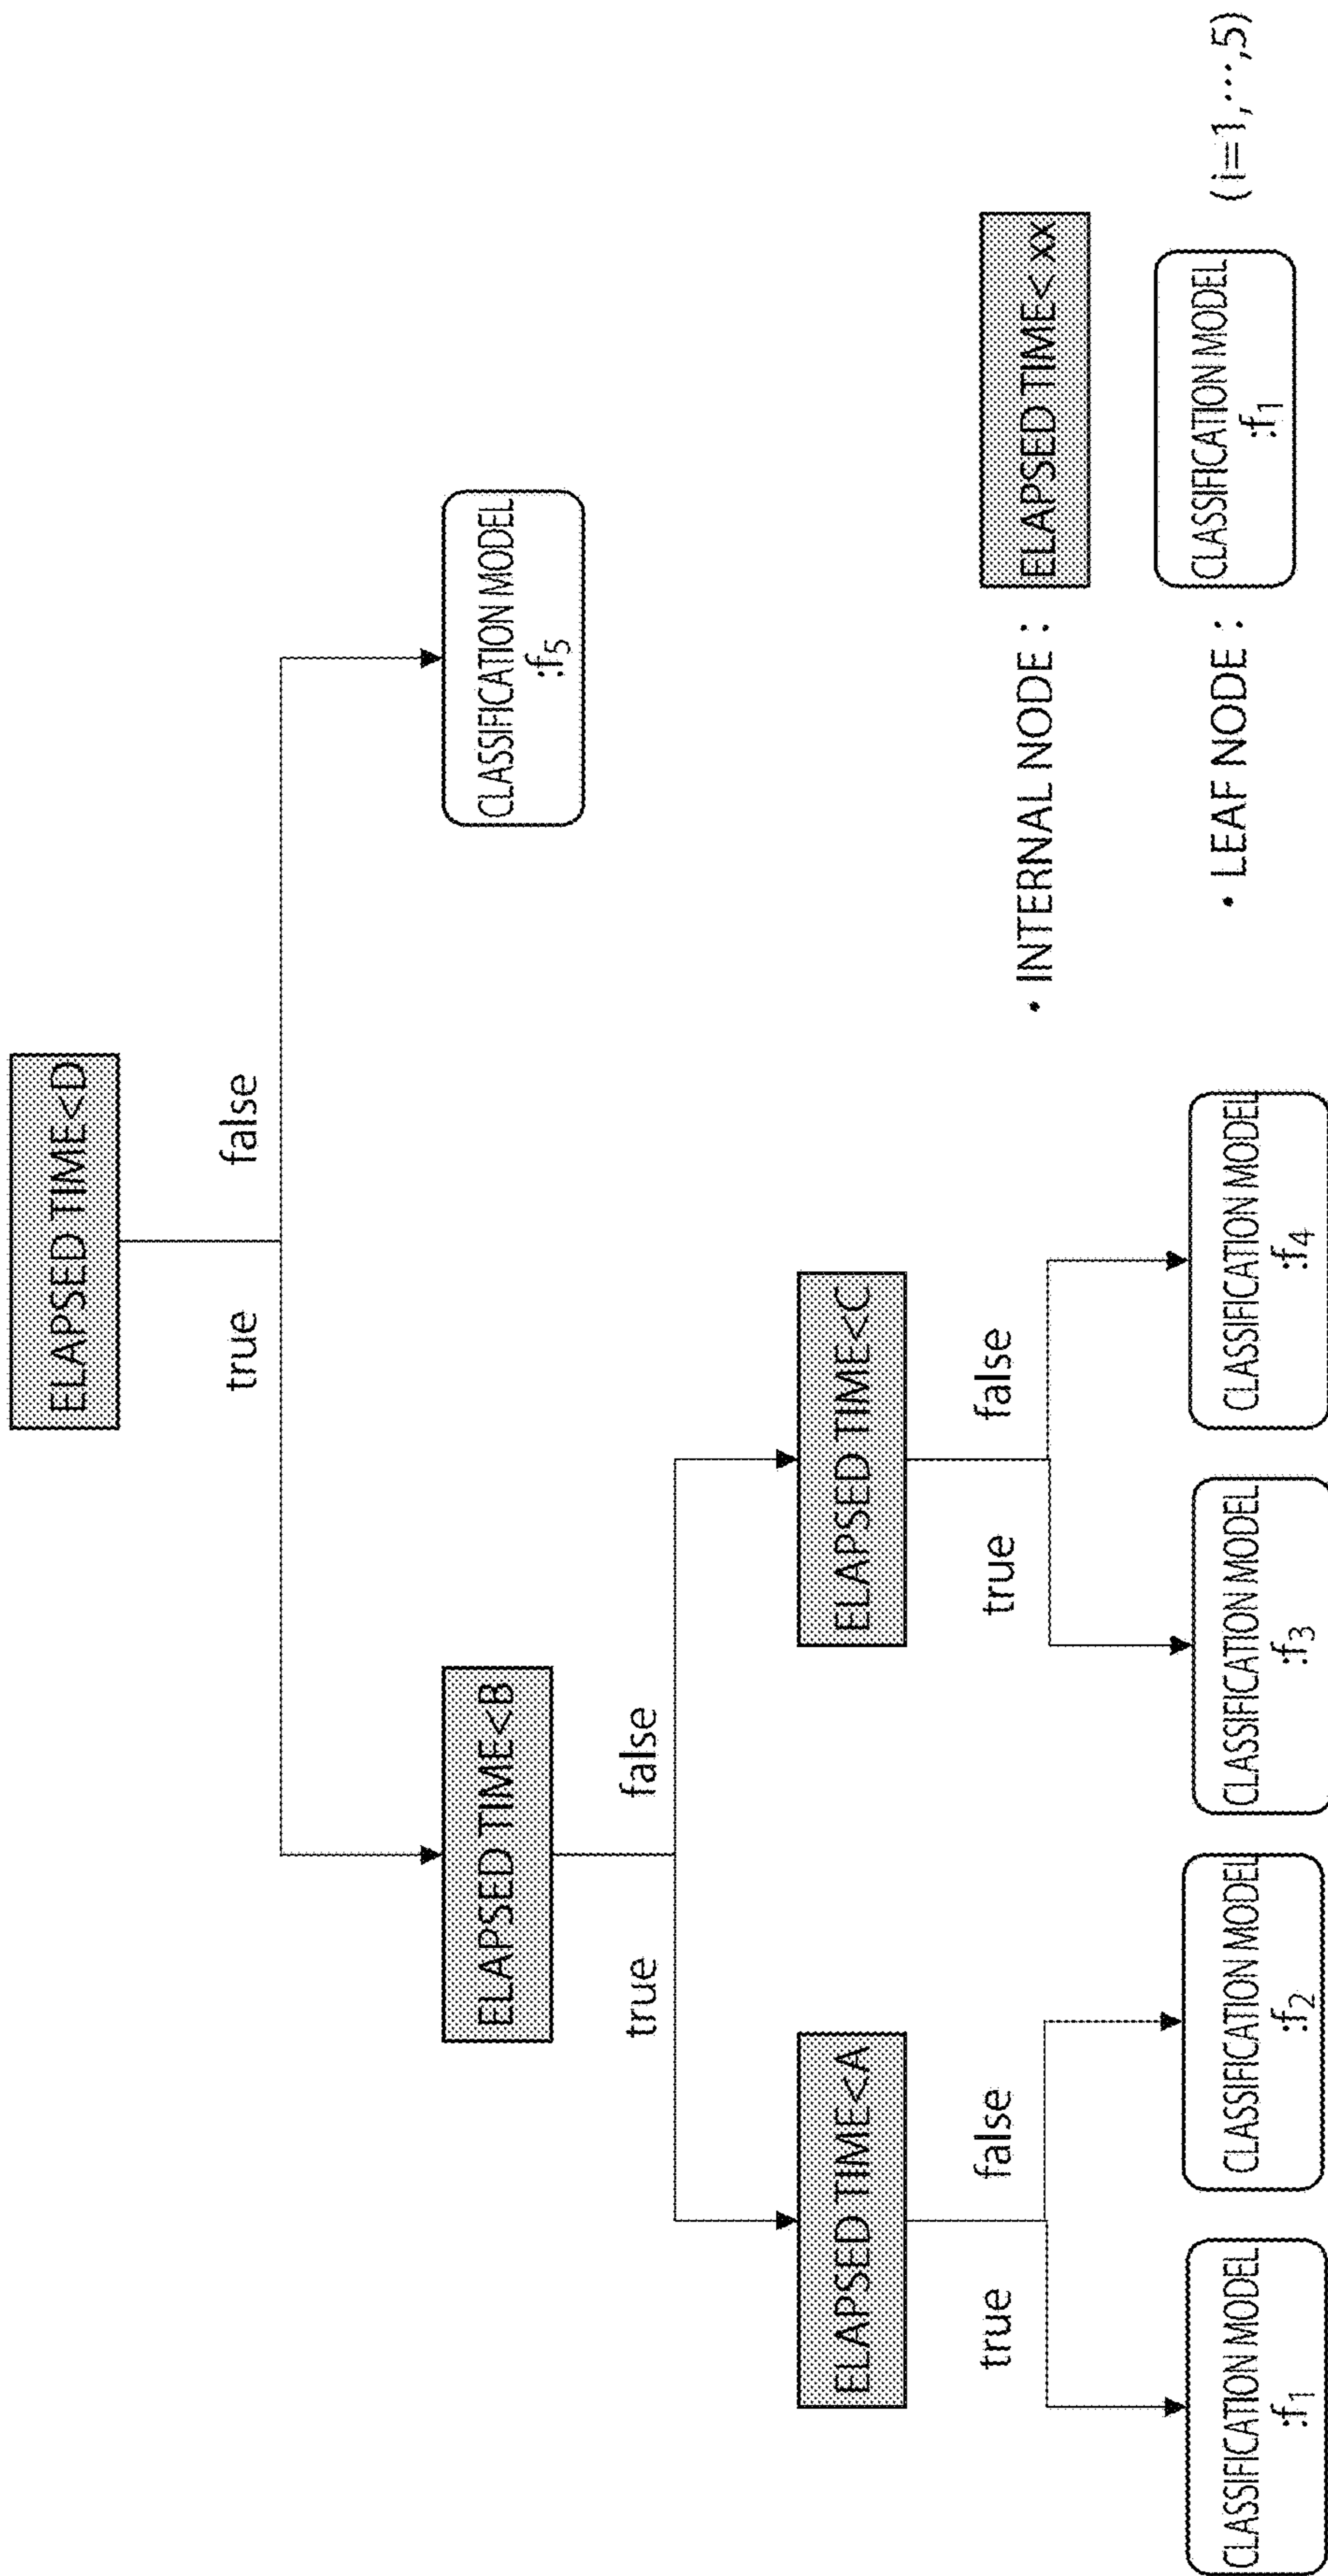 ELAPSED TIME<D
true
false
ELAPSED TIME<B
CLASSIFICATION MODEL
:f₅
true
false
ELAPSED TIME<A
ELAPSED TIME<C
true
false
true
false
CLASSIFICATION MODEL
:f₁
CLASSIFICATION MODEL
:f₂
CLASSIFICATION MODEL
:f₃
CLASSIFICATION MODEL
:f₄
• INTERNAL NODE :
ELAPSED TIME< xx
• LEAF NODE :
CLASSIFICATION MODEL
:f₁
(i=1,⋯,5)